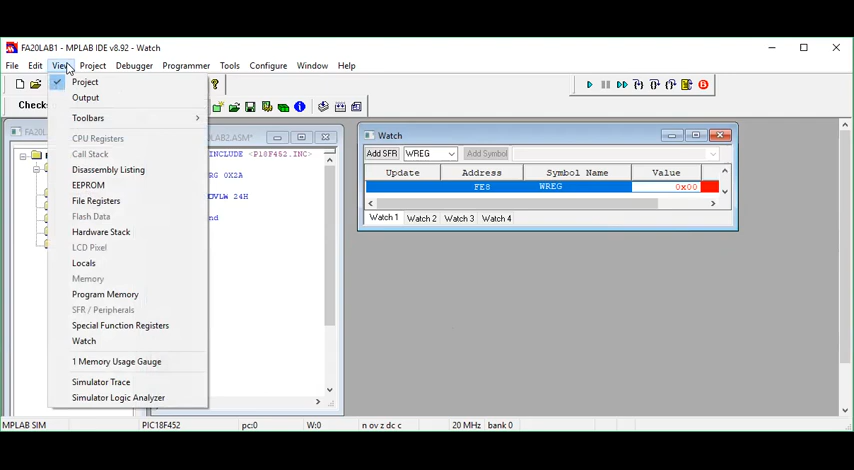 FA20LAB1 - MPLAB IDE v8.92 - Watch
File Edit View Project Debugger Programmer Tools Configure Window Help
Checks
Project
Output
Toolbars
CPU Registers
Call Stack
Disassembly Listing
EEPROM
File Registers
Flash Data
Hardware Stack
LCD Pixel
Locals
Memory
Program Memory
SFR / Peripherals
Special Function Registers
Watch
1 Memory Usage Gauge
Simulator Trace
Simulator Logic Analyzer
FA20L
LAB2.ASM*
INCLUDE <P18F452.INC>
RG 0X2A
OVLW 24H
nd
Watch
Add SFR WREG Add Symbol
Update Address Symbol Name Value
FE8 WREG 0x00
Watch 1 Watch 2 Watch 3 Watch 4
MPLAB SIM PIC18F452 pc:0 W:0 n ov z dc c 20 MHz bank 0